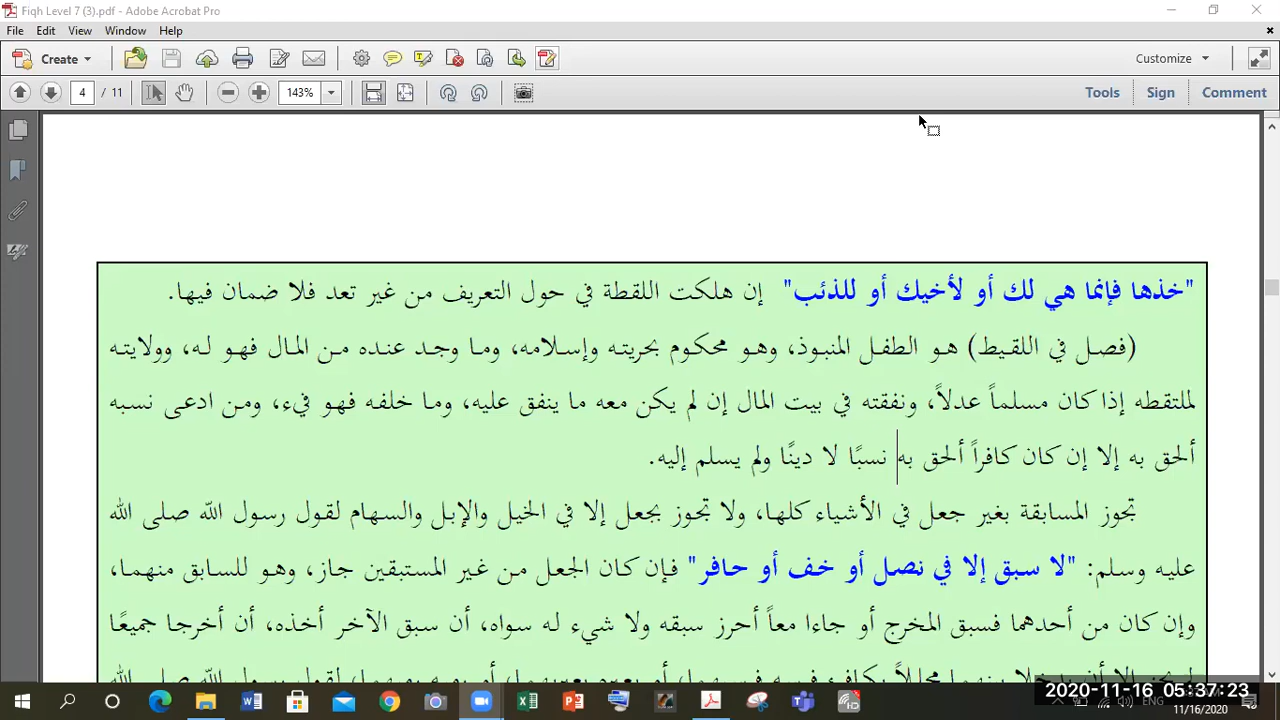 Fiqh Level 7 (3).pdf - Adobe Acrobat Pro
File Edit View Window Help
Create Customize
4 / 11 143% Tools Sign Comment
"خذها فإنما هي لك أو لأخيك أو للذئب" إن هلكت اللقطة في حول التعريف من غير تعد فلا ضمان فيها.
(فصل في اللقيط) هو الطفل المنبوذ، وهو محكوم بحريته وإسلامه، وما وجد عنده من المال فهو له، وولايته
لملتقطه إذا كان مسلماً عدلاً، ونفقته في بيت المال إن لم يكن معه ما ينفق عليه، وما خلفه فهو فيء، ومن ادعى نسبه
ألحق به إلا إن كان كافراً ألحق به نسبًا لا دينًا ولم يسلم إليه.
تجوز المسابقة بغير جعل في الأشياء كلها، ولا تجوز بجعل إلا في الخيل والإبل والسهام لقول رسول الله صلى الله
عليه وسلم: "لا سبق إلا في نصل أو خف أو حافر" فإن كان الجعل من غير المستبقين جاز، وهو للسابق منهما،
وإن كان من أحدهما فسبق المخرج أو جاءا معاً أحرز سبقه ولا شيء له سواه، أن سبق الآخر أخذه، أن أخرجا جميعًا
2020-11-16 05:37:23
ENG
11/16/2020